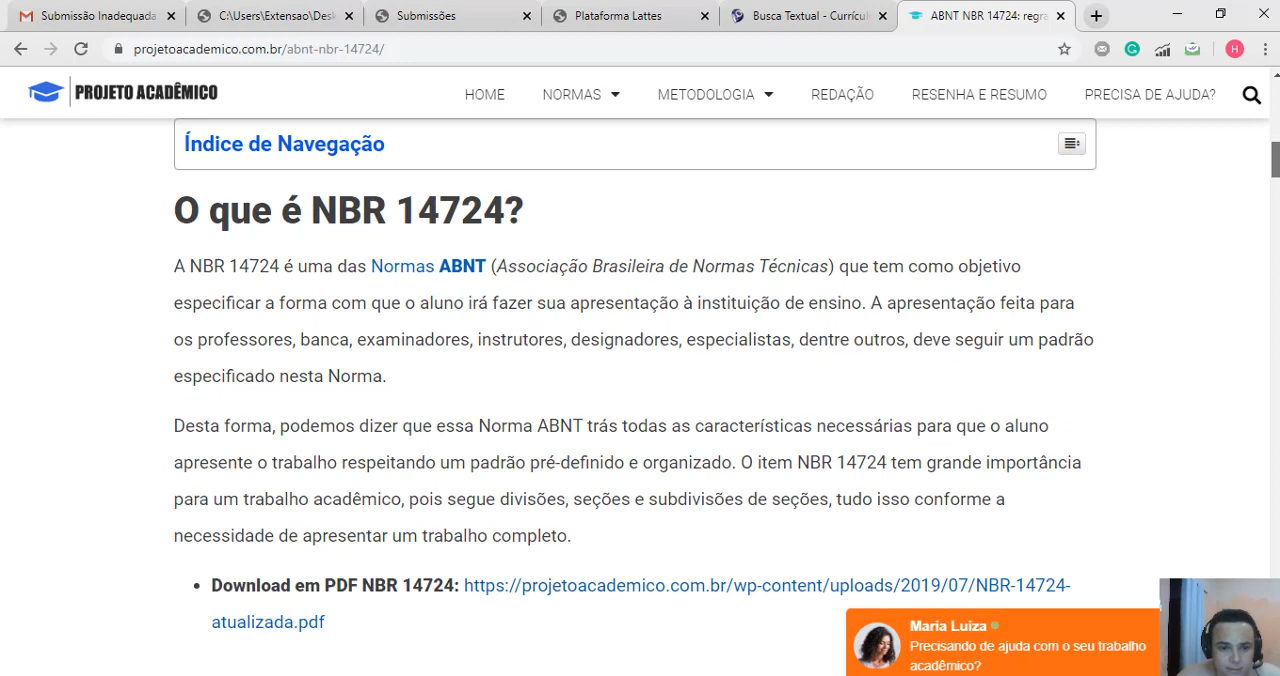 Submissão Inadequada
C:\Users\Extensao\Des
Submissões
Plataforma Lattes
Busca Textual - Currícu
ABNT NBR 14724: regra
projetoacademico.com.br/abnt-nbr-14724/
H
PROJETO ACADÊMICO
HOME
NORMAS
METODOLOGIA
REDAÇÃO
RESENHA E RESUMO
PRECISA DE AJUDA?
Índice de Navegação
O que é NBR 14724?
A NBR 14724 é uma das Normas ABNT (Associação Brasileira de Normas Técnicas) que tem como objetivo
especificar a forma com que o aluno irá fazer sua apresentação à instituição de ensino. A apresentação feita para
os professores, banca, examinadores, instrutores, designadores, especialistas, dentre outros, deve seguir um padrão
especificado nesta Norma.
Desta forma, podemos dizer que essa Norma ABNT trás todas as características necessárias para que o aluno
apresente o trabalho respeitando um padrão pré-definido e organizado. O item NBR 14724 tem grande importância
para um trabalho acadêmico, pois segue divisões, seções e subdivisões de seções, tudo isso conforme a
necessidade de apresentar um trabalho completo.
• Download em PDF NBR 14724: https://projetoacademico.com.br/wp-content/uploads/2019/07/NBR-14724-
atualizada.pdf
Maria Luiza
Precisando de ajuda com o seu trabalho
acadêmico?